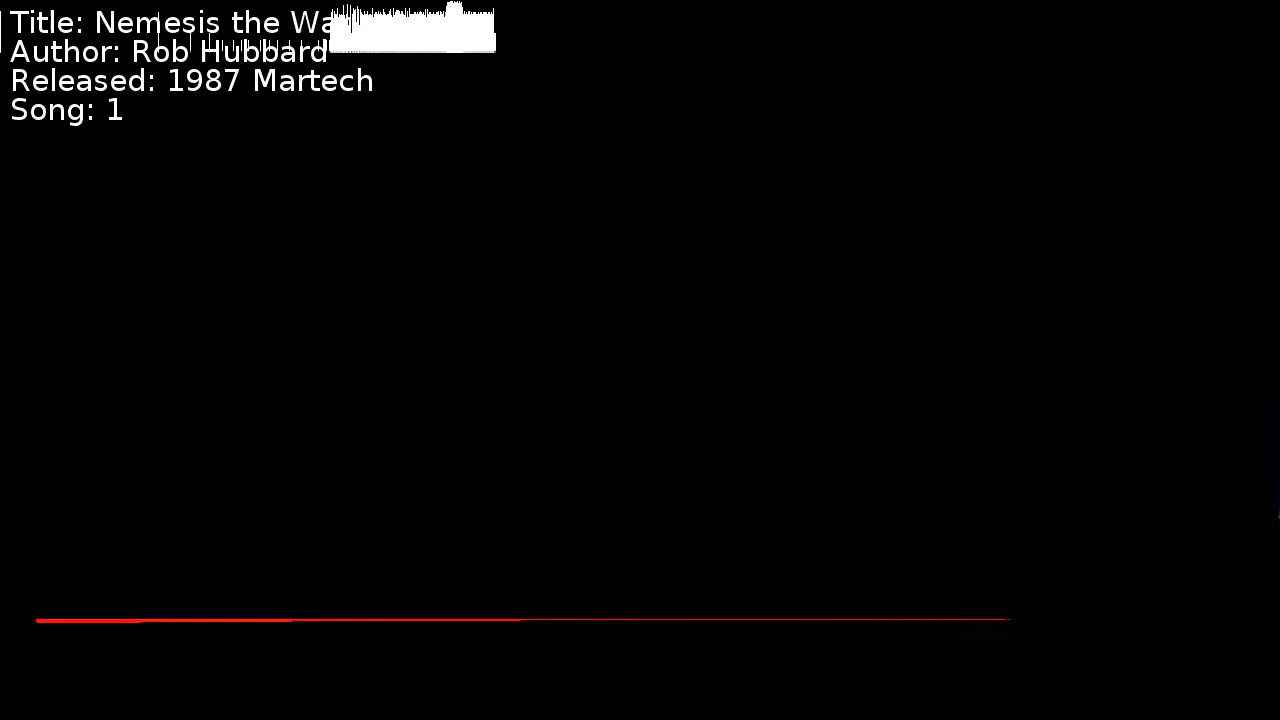 Title: Nemesis the Wa
Author: Rob Hubbard
Released: 1987 Martech
Song: 1